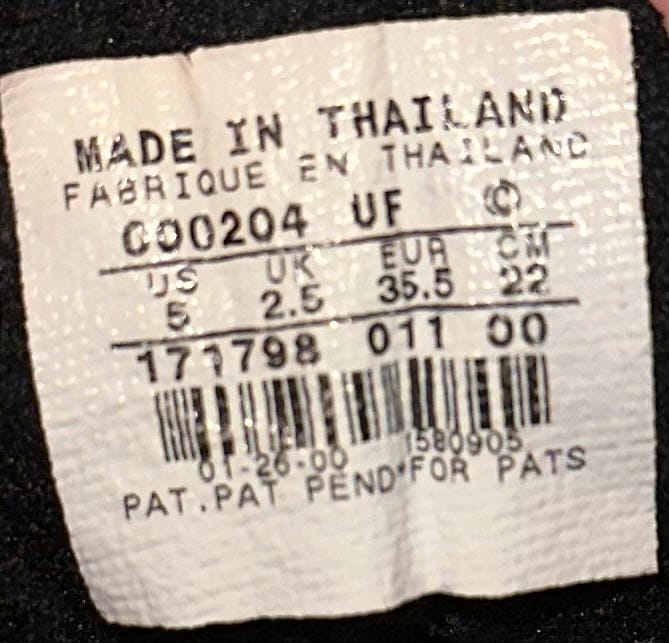 MADE IN THAILAND
FABRIQUE EN THAILAND
000204 UF ©
US UK EUR CM
5 2.5 35.5 22
171798 011 00
01-26-00 1580905
PAT.PAT PEND*FOR PATS